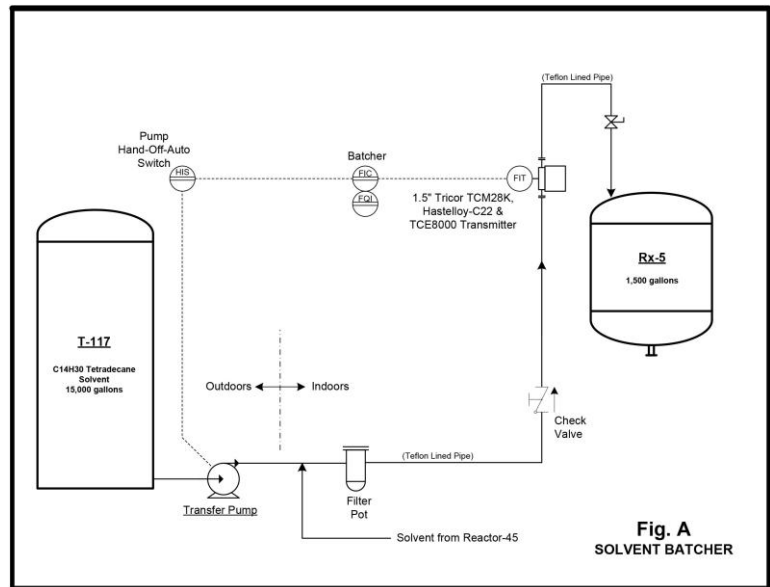 (Teflon Lined Pipe)
Pump
Hand-Off-Auto
Switch
HIS
Batcher
FIC
FQI
FIT
1.5" Tricor TCM28K,
Hastelloy-C22 &
TCE8000 Transmitter
Rx-5
1,500 gallons
T-117
C14H30 Tetradecane
Solvent
15,000 gallons
Outdoors
Indoors
Check
Valve
(Teflon Lined Pipe)
Filter
Pot
Transfer Pump
Solvent from Reactor-45
Fig. A
SOLVENT BATCHER